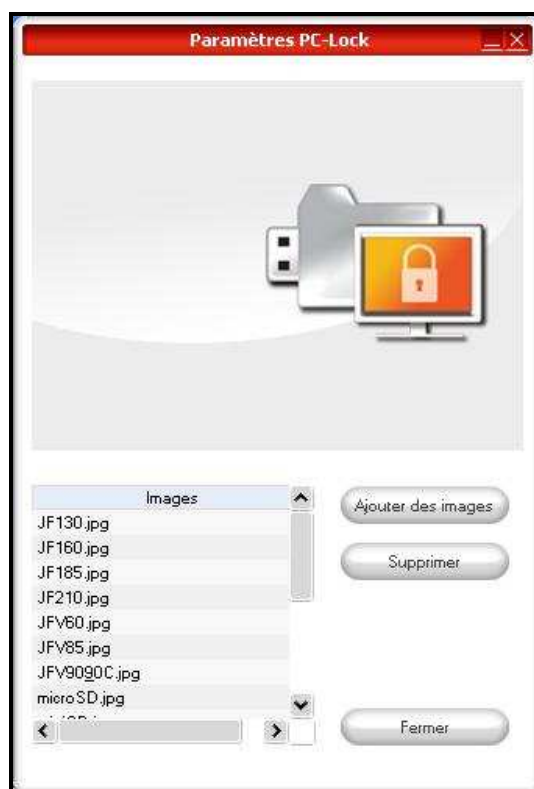 Paramètres PC-Lock
Images
JF130.jpg
JF160.jpg
JF185.jpg
JF210.jpg
JFV60.jpg
JFV85.jpg
JFV9090C.jpg
microSD.jpg
Ajouter des images
Supprimer
Fermer